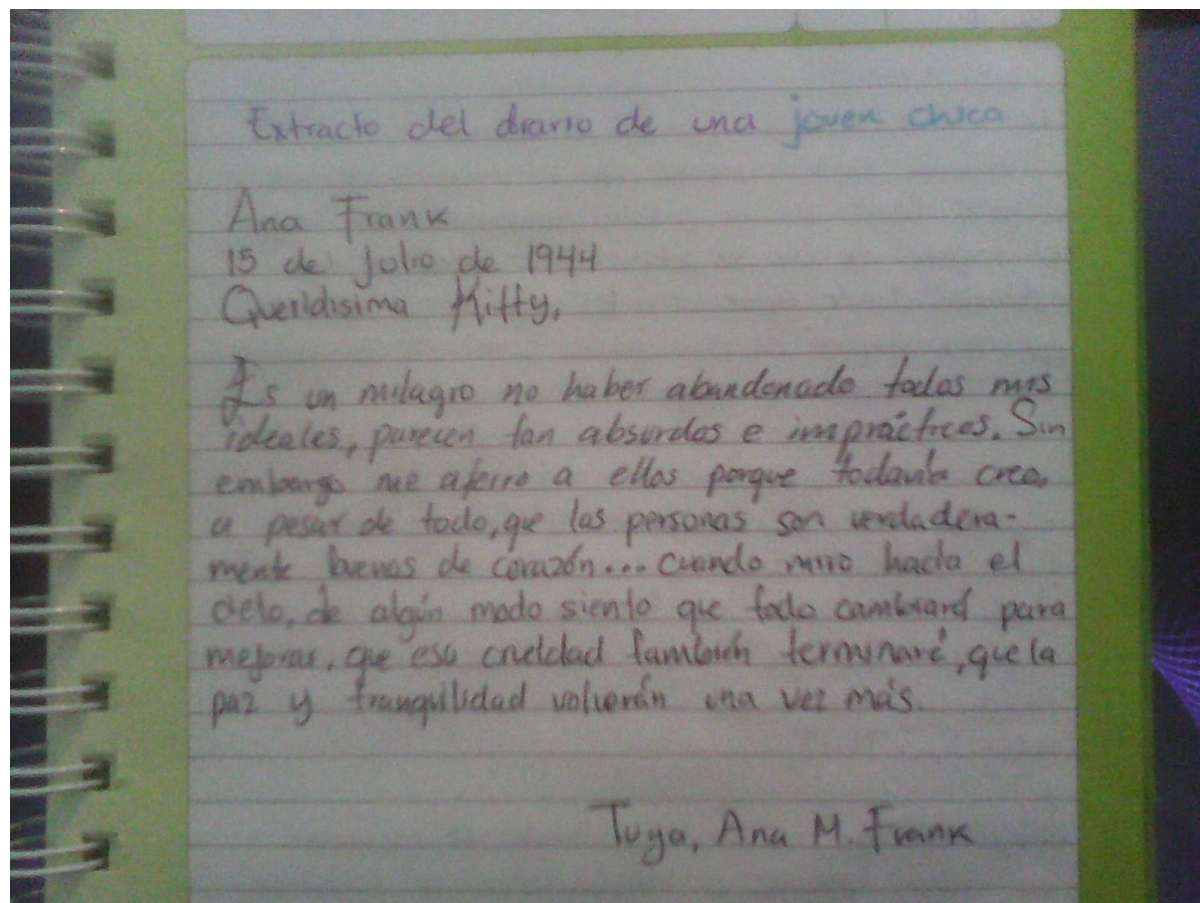 Extracto del diario de una joven chica
Ana Frank
15 de Julio de 1944
Queridisima Kitty,
Es un milagro no haber abandonado todos mis
ideales, parecen tan absurdos e imprácticos. Sin
embargo me aferro a ellos porque todavía creo,
a pesar de todo, que las personas son verdadera-
mente buenas de corazón... cuando miro hacia el
cielo, de algún modo siento que todo cambiará para
mejorar, que esa crueldad también terminará, que la
paz y tranquilidad volverán una vez más.
Tuya, Ana M. Frank